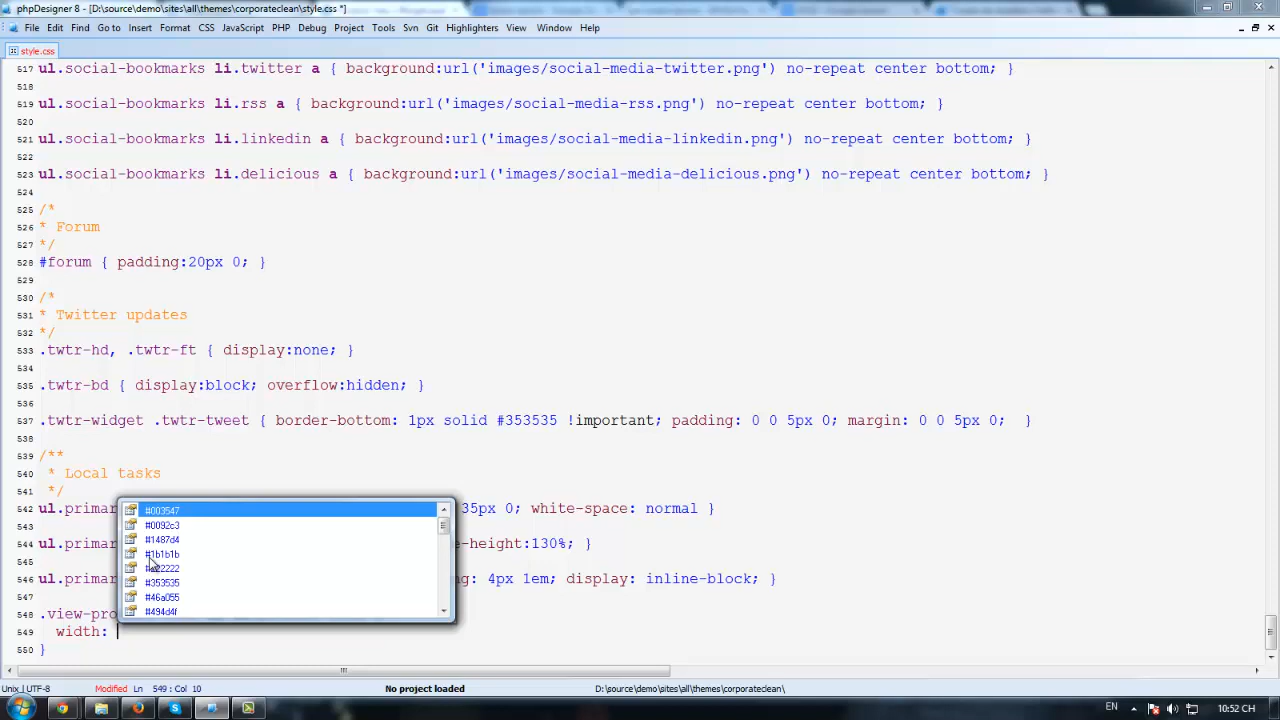 phpDesigner 8 - [D:\source\demo\sites\all\themes\corporateclean\style.css *]
File Edit Find Go to Insert Format CSS JavaScript PHP Debug Project Tools Svn Git Highlighters View Window Help
style.css
517 ul.social-bookmarks li.twitter a { background:url('images/social-media-twitter.png') no-repeat center bottom; }
518
519 ul.social-bookmarks li.rss a { background:url('images/social-media-rss.png') no-repeat center bottom; }
520
521 ul.social-bookmarks li.linkedin a { background:url('images/social-media-linkedin.png') no-repeat center bottom; }
522
523 ul.social-bookmarks li.delicious a { background:url('images/social-media-delicious.png') no-repeat center bottom; }
524
525 /*
526 * Forum
527 */
528 #forum { padding:20px 0; }
529
530 /*
531 * Twitter updates
532 */
533 .twtr-hd, .twtr-ft { display:none; }
534
535 .twtr-bd { display:block; overflow:hidden; }
536
537 .twtr-widget .twtr-tweet { border-bottom: 1px solid #353535 !important; padding: 0 0 5px 0; margin: 0 0 5px 0; }
538
539 /**
540 * Local tasks
541 */
542 ul.primar 35px 0; white-space: normal }
543
544 ul.primar e-height:130%; }
545
546 ul.primar ng: 4px 1em; display: inline-block; }
547
548 .view-pro
549 width:
550 }
#003547
#0092c3
#1487d4
#1b1b1b
#222222
#353535
#46a055
#494d4f
Unix | UTF-8 Modified Ln 549 : Col 10 No project loaded D:\source\demo\sites\all\themes\corporateclean\
EN 10:52 CH